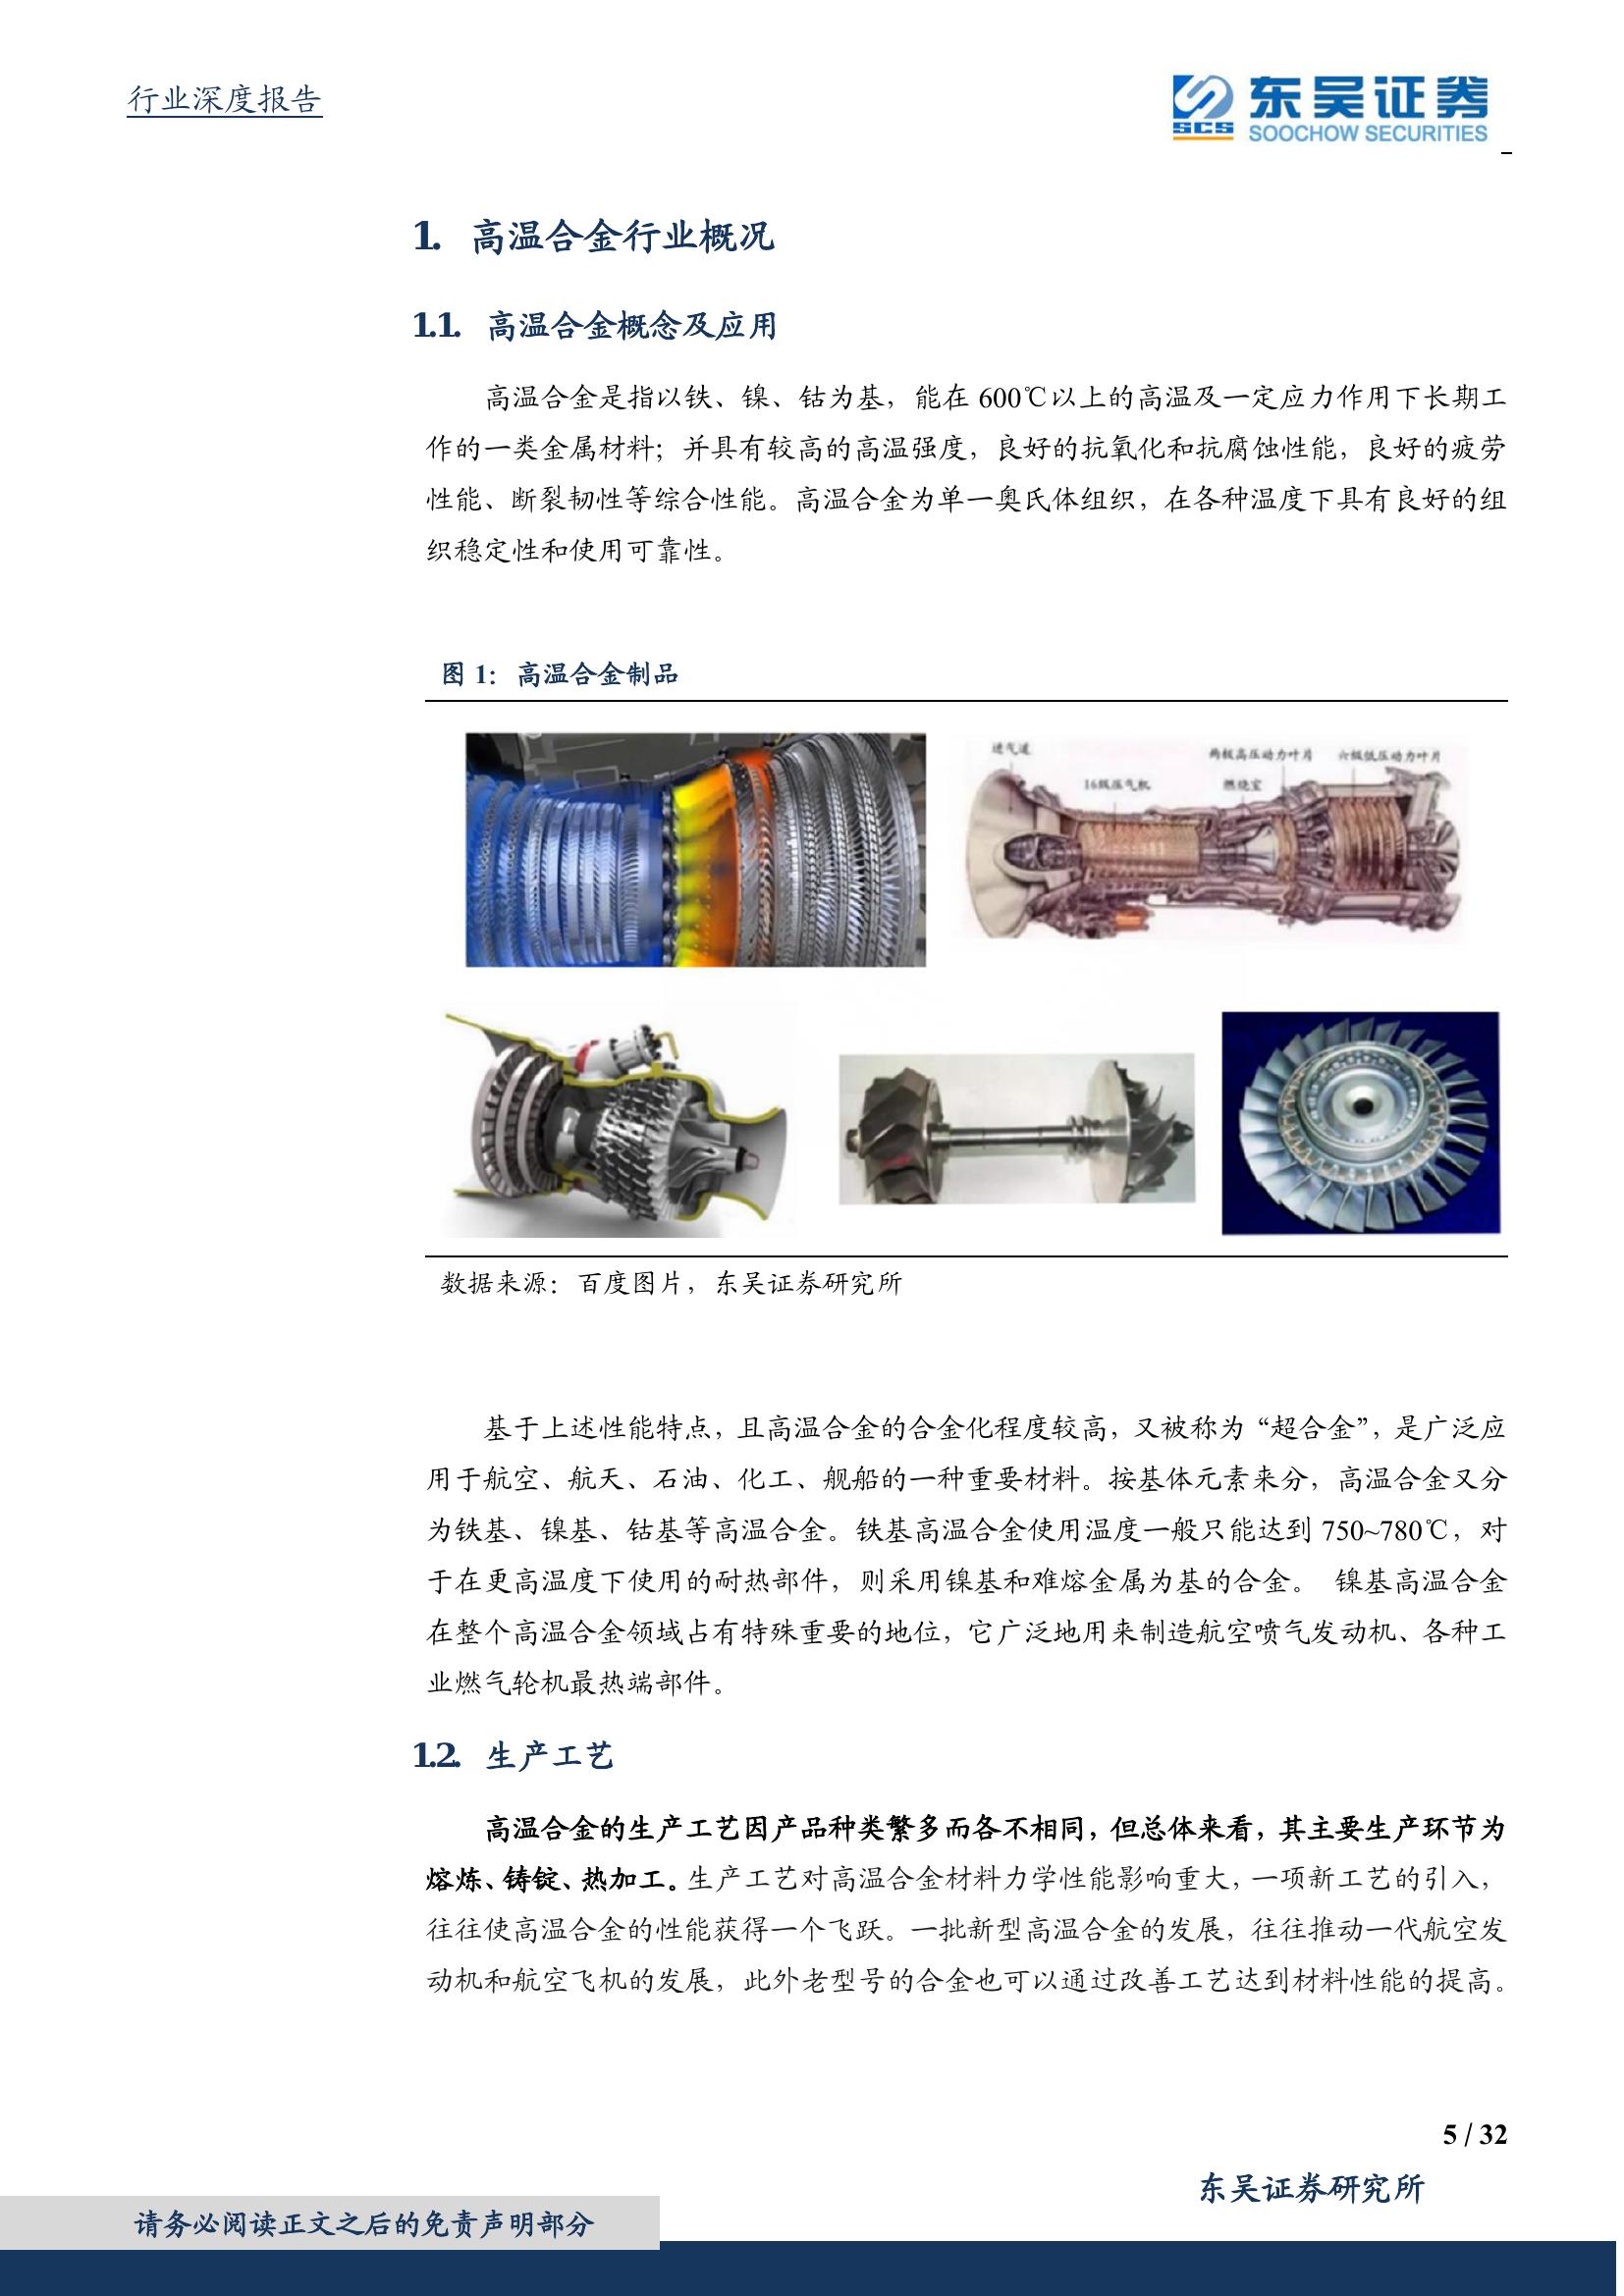 行业深度报告
SCS
东吴证券
SOOCHOW SECURITIES
1. 高温合金行业概况
1.1. 高温合金概念及应用
高温合金是指以铁、镍、钴为基，能在 600℃以上的高温及一定应力作用下长期工
作的一类金属材料；并具有较高的高温强度，良好的抗氧化和抗腐蚀性能，良好的疲劳
性能、断裂韧性等综合性能。高温合金为单一奥氏体组织，在各种温度下具有良好的组
织稳定性和使用可靠性。
图 1：高温合金制品
进气道
两级高压动力叶片
六级低压动力叶片
16级压气机
燃烧室
数据来源：百度图片，东吴证券研究所
基于上述性能特点，且高温合金的合金化程度较高，又被称为“超合金”，是广泛应
用于航空、航天、石油、化工、舰船的一种重要材料。按基体元素来分，高温合金又分
为铁基、镍基、钴基等高温合金。铁基高温合金使用温度一般只能达到 750~780℃，对
于在更高温度下使用的耐热部件，则采用镍基和难熔金属为基的合金。 镍基高温合金
在整个高温合金领域占有特殊重要的地位，它广泛地用来制造航空喷气发动机、各种工
业燃气轮机最热端部件。
1.2. 生产工艺
高温合金的生产工艺因产品种类繁多而各不相同，但总体来看，其主要生产环节为
熔炼、铸锭、热加工。生产工艺对高温合金材料力学性能影响重大，一项新工艺的引入，
往往使高温合金的性能获得一个飞跃。一批新型高温合金的发展，往往推动一代航空发
动机和航空飞机的发展，此外老型号的合金也可以通过改善工艺达到材料性能的提高。
5 / 32
东吴证券研究所
请务必阅读正文之后的免责声明部分